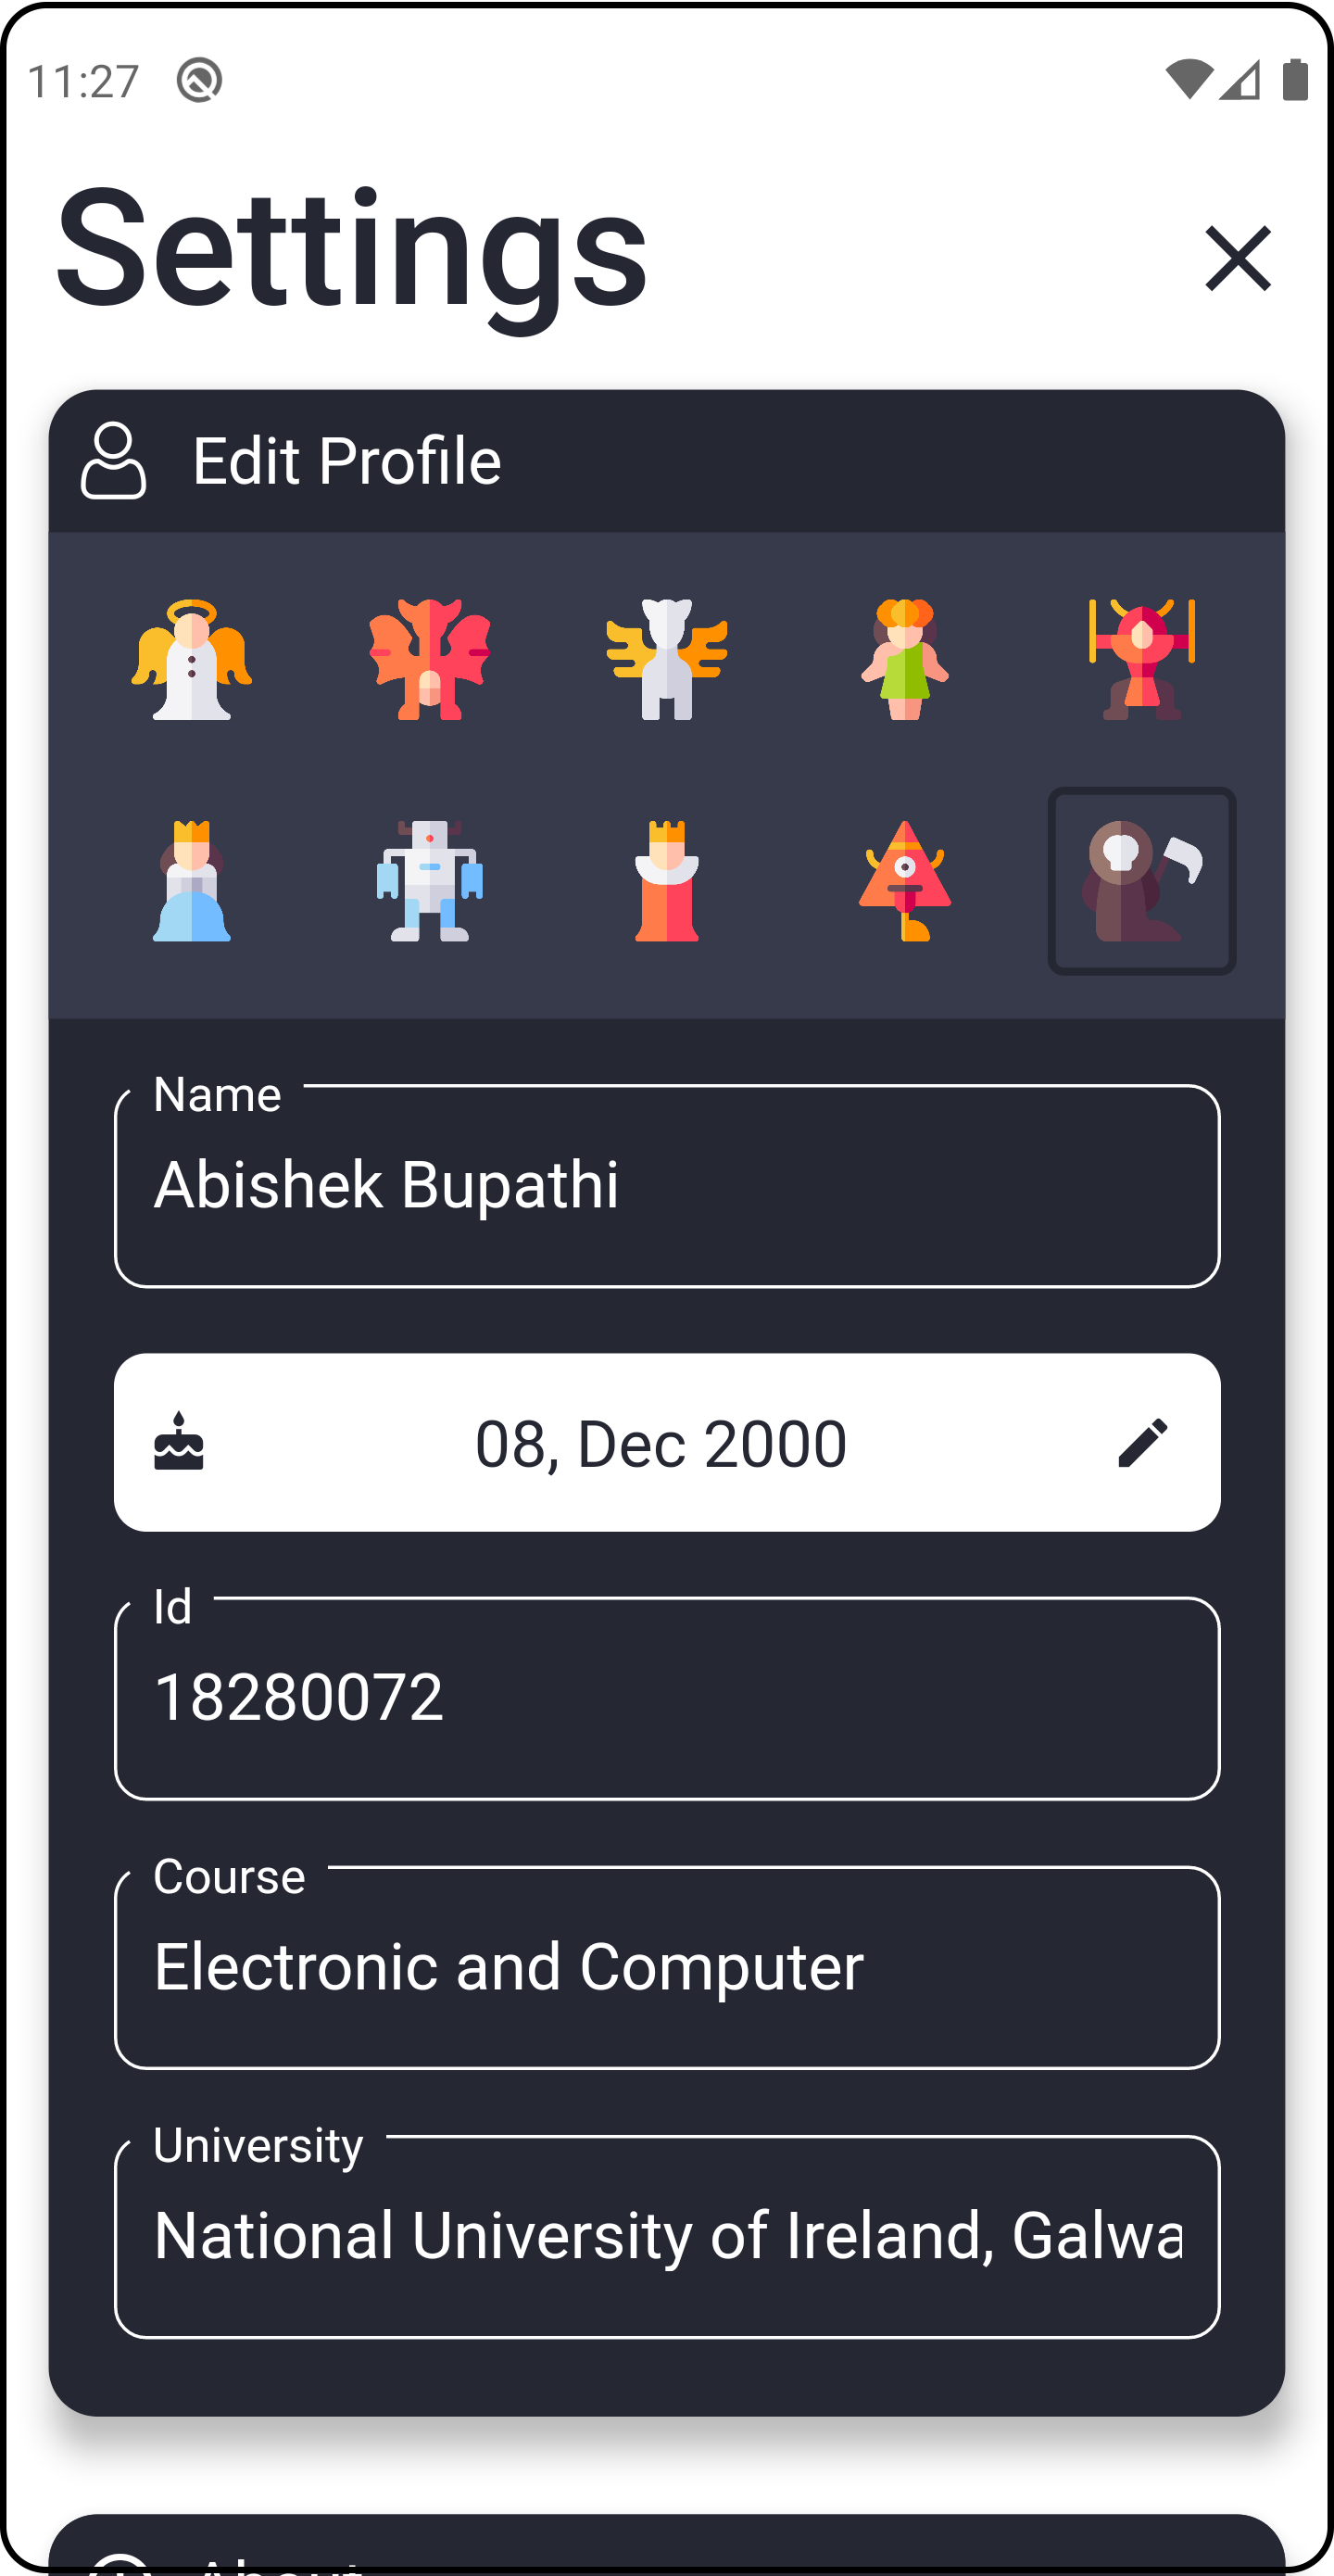 11:27
Settings
Edit Profile
Name
Abishek Bupathi
08, Dec 2000
Id
18280072
Course
Electronic and Computer
University
National University of Ireland, Galwa
About